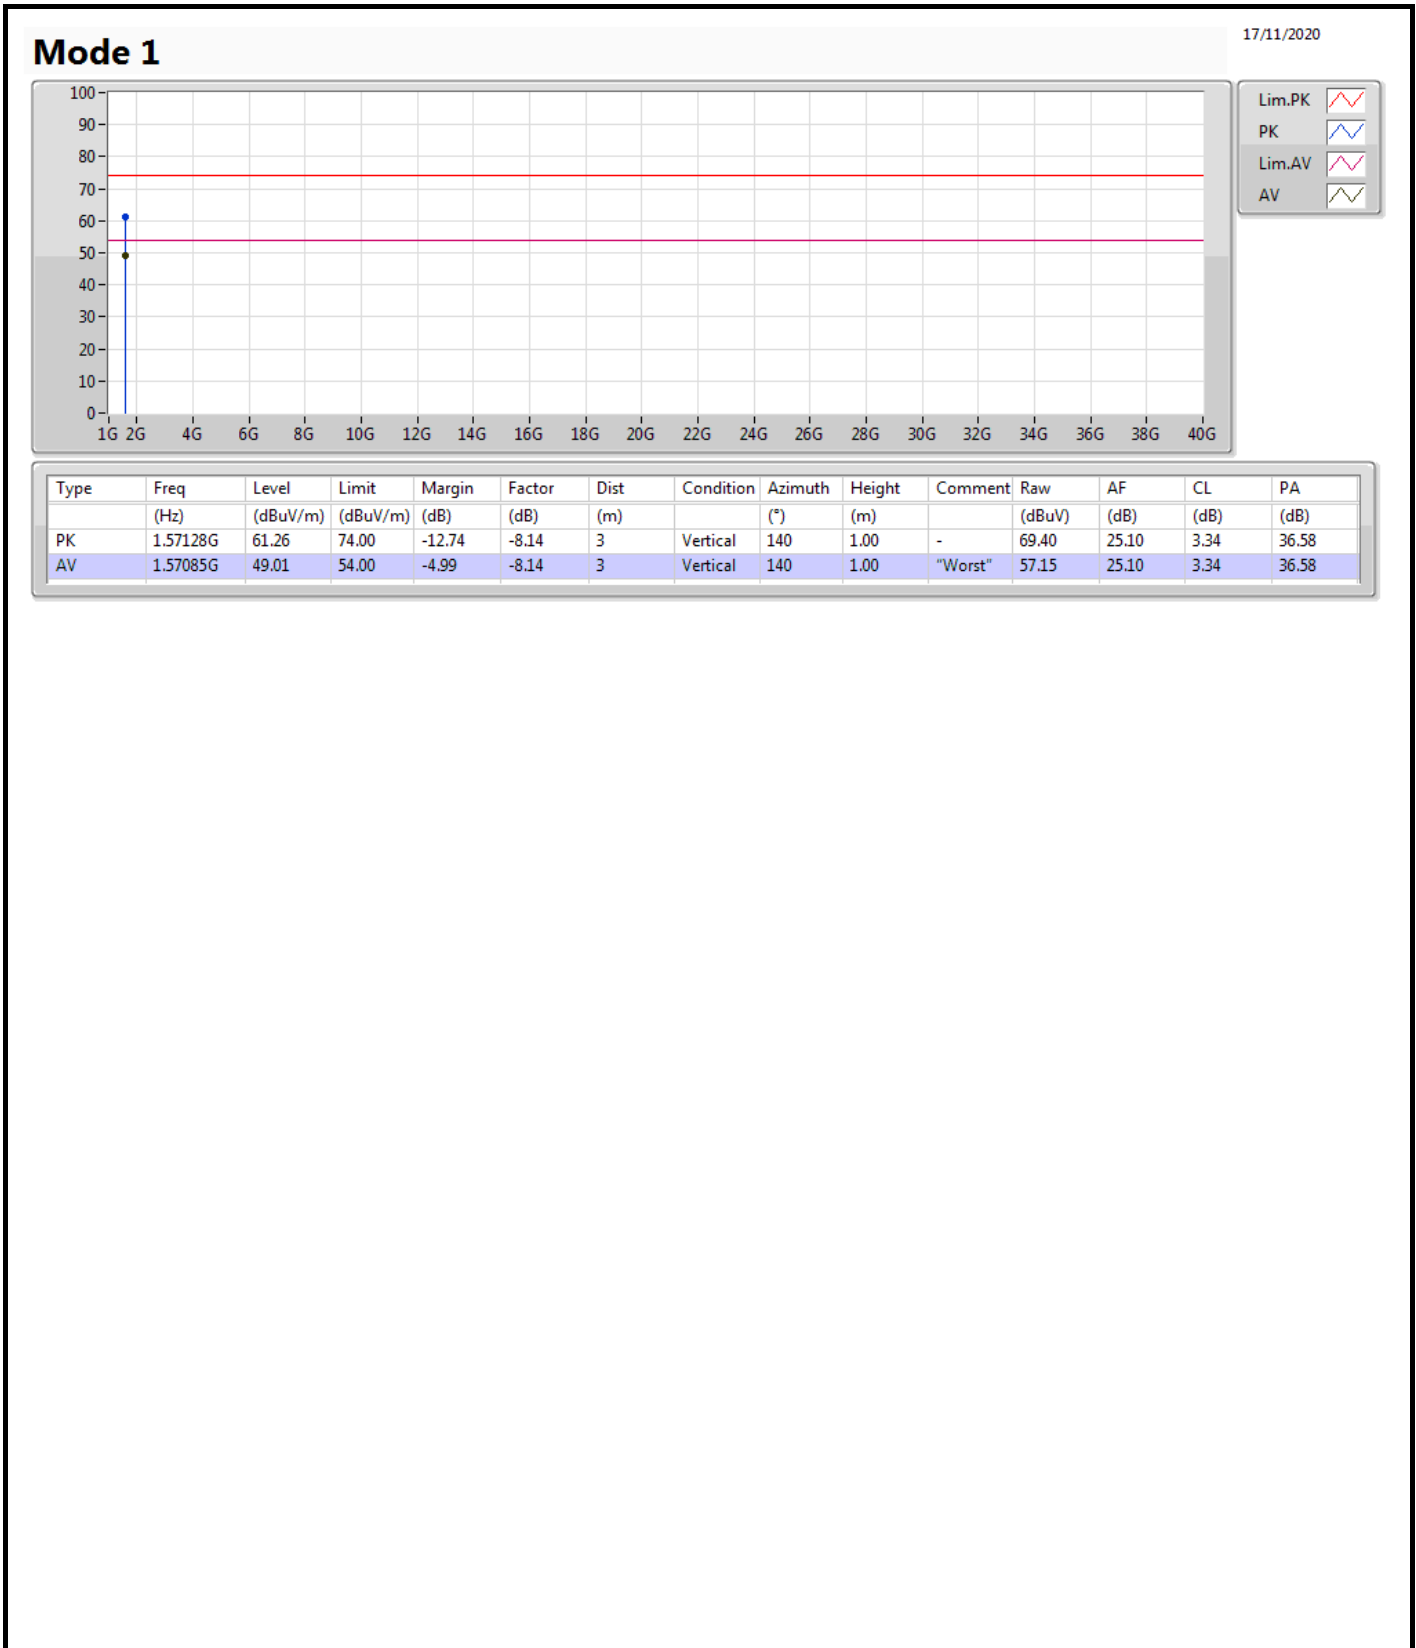 17/11/2020
Mode 1
100
90
80
70
60
50
40
30
20
10
0
1G 2G 4G 6G 8G 10G 12G 14G 16G 18G 20G 22G 24G 26G 28G 30G 32G 34G 36G 38G 40G
Lim.PK
PK
Lim.AV
AV
Type Freq Level Limit Margin Factor Dist Condition Azimuth Height Comment Raw AF CL PA
(Hz) (dBuV/m) (dBuV/m) (dB) (dB) (m) (°) (m) (dBuV) (dB) (dB) (dB)
PK 1.57128G 61.26 74.00 -12.74 -8.14 3 Vertical 140 1.00 - 69.40 25.10 3.34 36.58
AV 1.57085G 49.01 54.00 -4.99 -8.14 3 Vertical 140 1.00 "Worst" 57.15 25.10 3.34 36.58